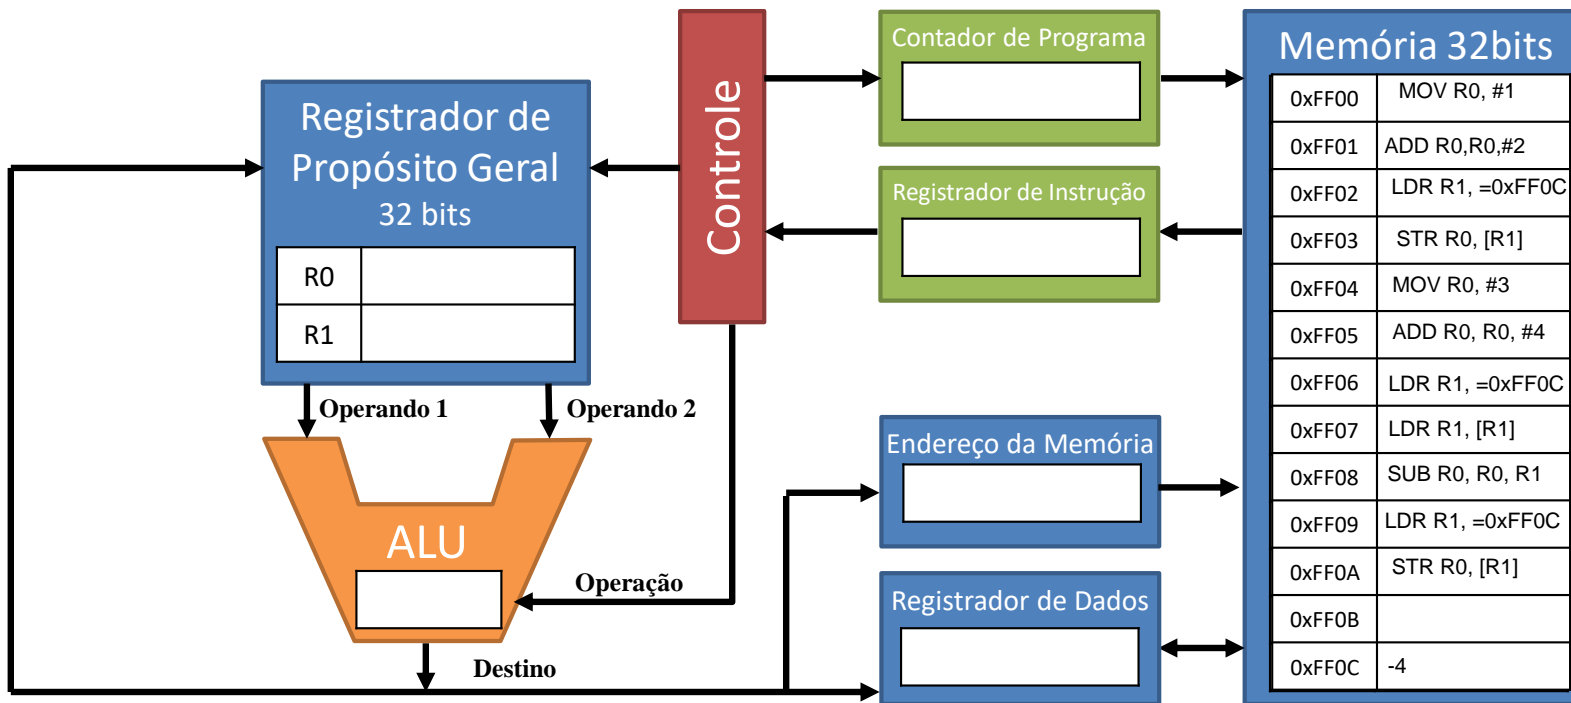 Registrador de
Propósito Geral
32 bits
R0
R1
Operando 1
Operando 2
ALU
Operação
Destino
Controle
Contador de Programa
Registrador de Instrução
Endereço da Memória
Registrador de Dados
Memória 32bits
0xFF00 MOV R0, #1
0xFF01 ADD R0,R0,#2
0xFF02 LDR R1, =0xFF0C
0xFF03 STR R0, [R1]
0xFF04 MOV R0, #3
0xFF05 ADD R0, R0, #4
0xFF06 LDR R1, =0xFF0C
0xFF07 LDR R1, [R1]
0xFF08 SUB R0, R0, R1
0xFF09 LDR R1, =0xFF0C
0xFF0A STR R0, [R1]
0xFF0B
0xFF0C -4